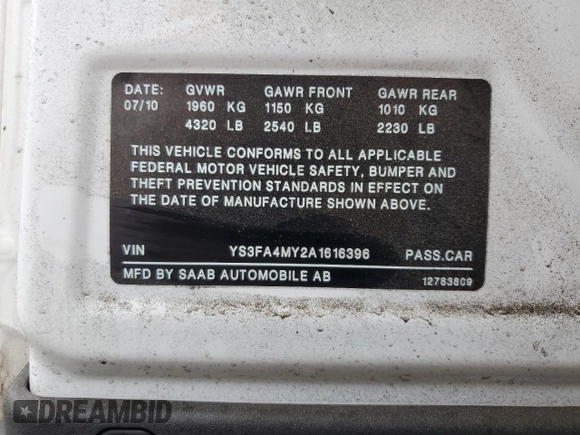 DATE: GVWR GAWR FRONT GAWR REAR
07/10 1960 KG 1150 KG 1010 KG
4320 LB 2540 LB 2230 LB
THIS VEHICLE CONFORMS TO ALL APPLICABLE
FEDERAL MOTOR VEHICLE SAFETY, BUMPER AND
THEFT PREVENTION STANDARDS IN EFFECT ON
THE DATE OF MANUFACTURE SHOWN ABOVE.
VIN YS3FA4MY2A1616396 PASS.CAR
MFD BY SAAB AUTOMOBILE AB 12783809
DREAMBID